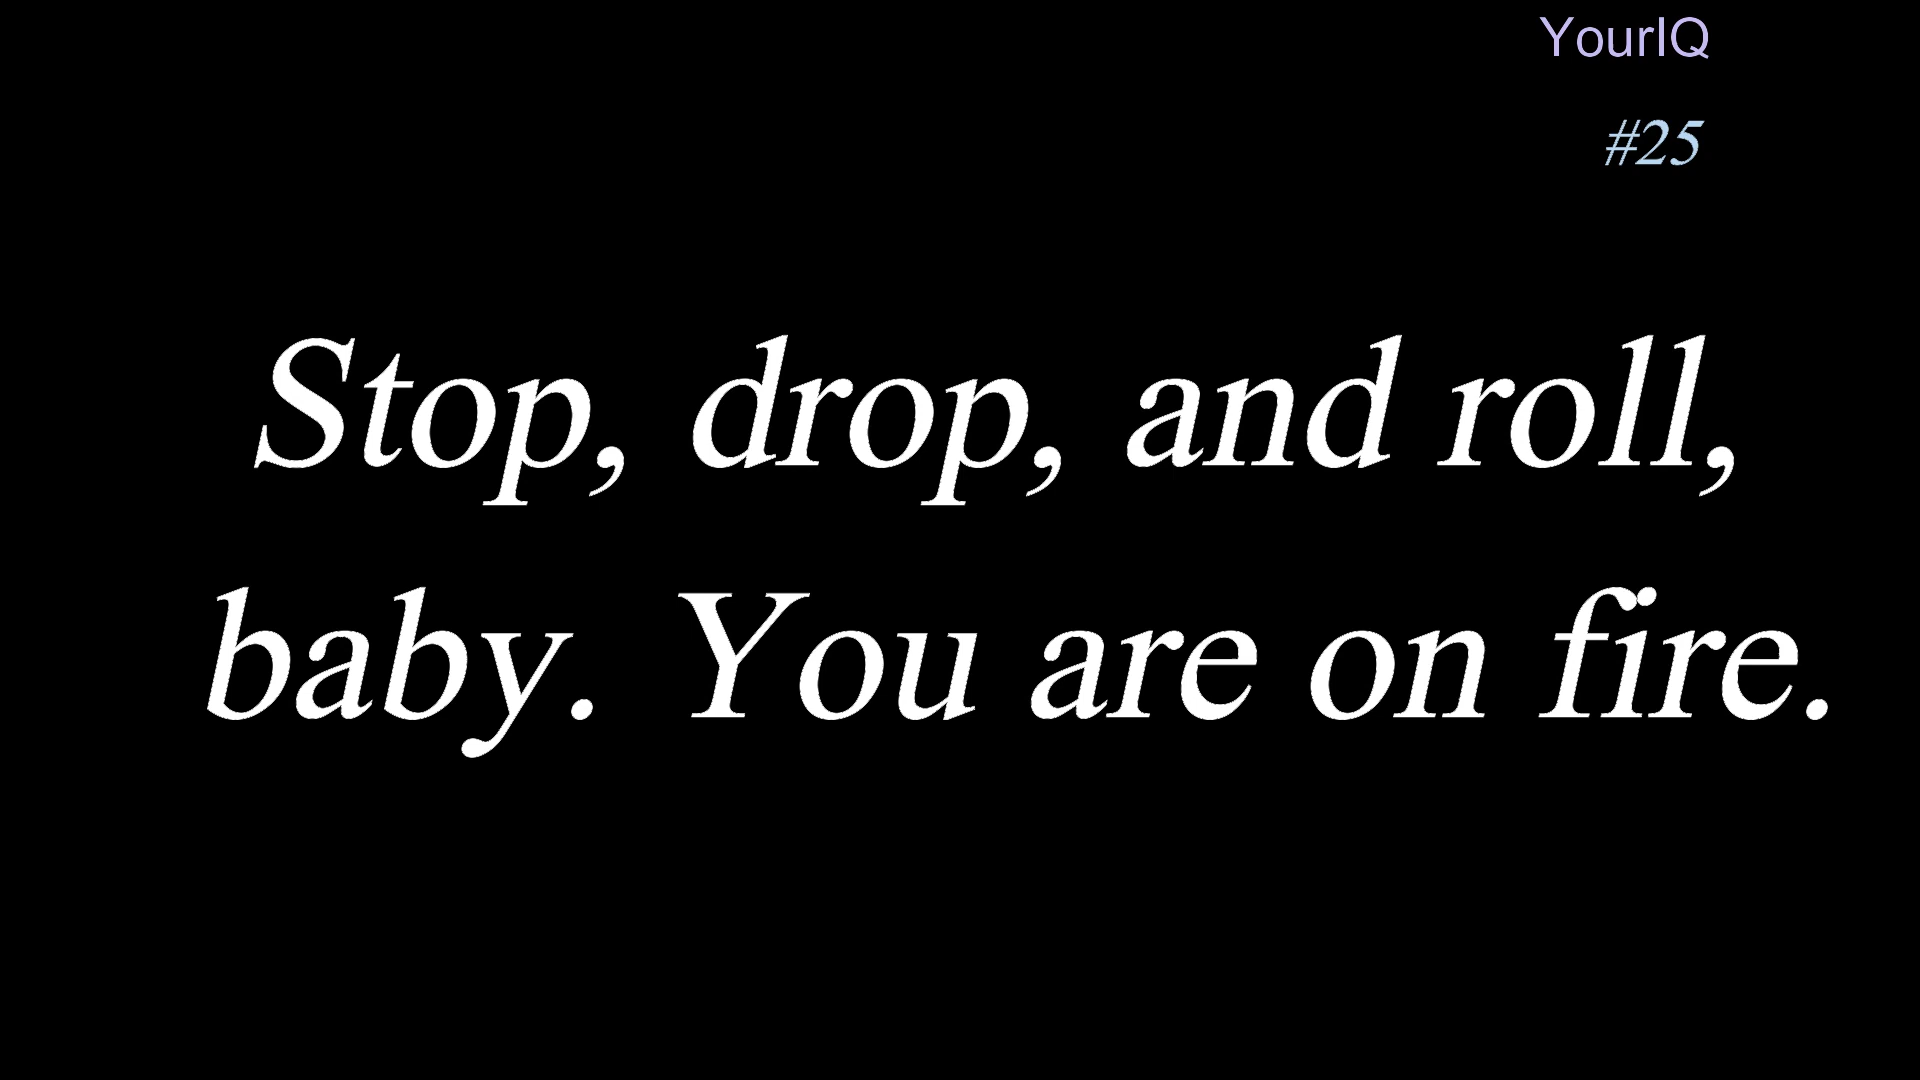 YourIQ
#25
Stop, drop, and roll,
baby. You are on fire.